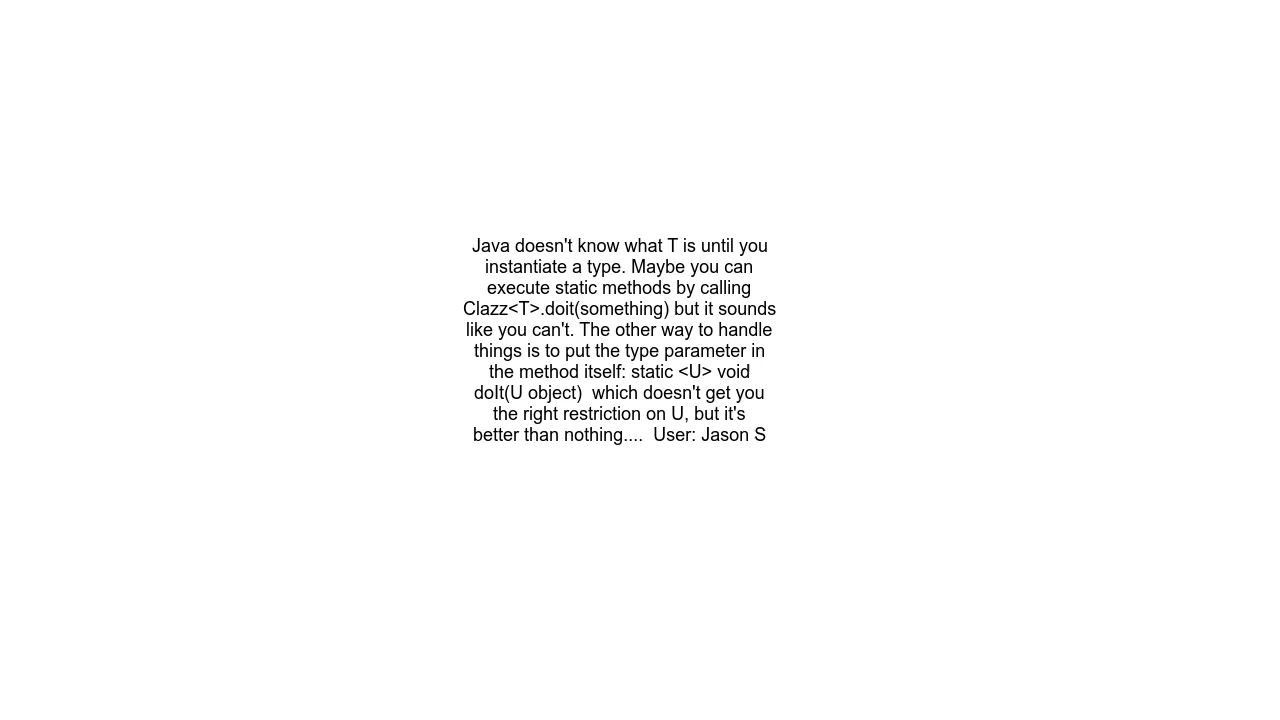 Java doesn't know what T is until you
instantiate a type. Maybe you can
execute static methods by calling
Clazz<T>.doit(something) but it sounds
like you can't. The other way to handle
things is to put the type parameter in
the method itself: static <U> void
doIt(U object)  which doesn't get you
the right restriction on U, but it's
better than nothing....  User: Jason S